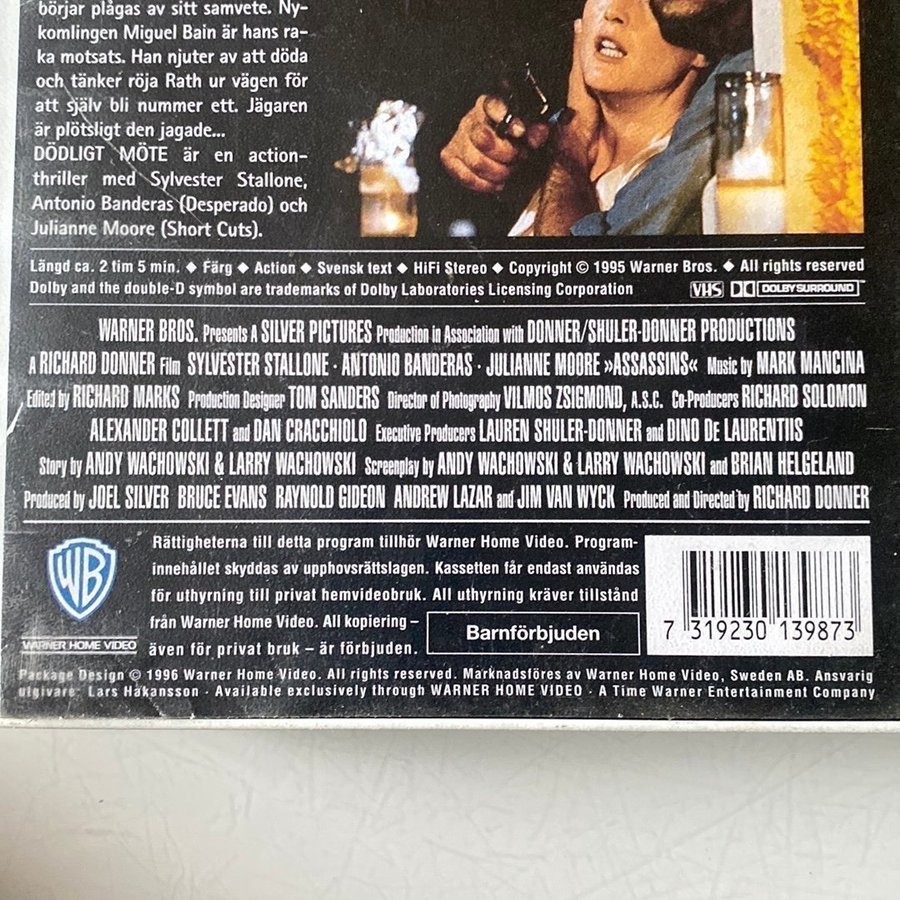 börjar plågas av sitt samvete. Ny-
komlingen Miguel Bain är hans ra-
ka motsats. Han njuter av att döda
och tänker röja Rath ur vägen för
att själv bli nummer ett. Jägaren
är plötsligt den jagade...
DÖDLIGT MÖTE är en action-
thriller med Sylvester Stallone,
Antonio Banderas (Desperado) och
Julianne Moore (Short Cuts).
Längd ca. 2 tim 5 min. ◆ Färg ◆ Action ◆ Svensk text ◆ HiFi Stereo ◆ Copyright © 1995 Warner Bros. ◆ All rights reserved
Dolby and the double-D symbol are trademarks of Dolby Laboratories Licensing Corporation VHS DOLBY SURROUND
WARNER BROS. Presents A SILVER PICTURES Production in Association with DONNER/SHULER-DONNER PRODUCTIONS
A RICHARD DONNER Film SYLVESTER STALLONE · ANTONIO BANDERAS · JULIANNE MOORE »ASSASSINS« Music by MARK MANCINA
Edited by RICHARD MARKS Production Designer TOM SANDERS Director of Photography VILMOS ZSIGMOND, A.S.C. Co-Producers RICHARD SOLOMON
ALEXANDER COLLETT and DAN CRACCHIOLO Executive Producers LAUREN SHULER-DONNER and DINO DE LAURENTIIS
Story by ANDY WACHOWSKI & LARRY WACHOWSKI Screenplay by ANDY WACHOWSKI & LARRY WACHOWSKI and BRIAN HELGELAND
Produced by JOEL SILVER BRUCE EVANS RAYNOLD GIDEON ANDREW LAZAR and JIM VAN WYCK Produced and Directed by RICHARD DONNER
WB
WARNER HOME VIDEO
Rättigheterna till detta program tillhör Warner Home Video. Program-
innehållet skyddas av upphovsrättslagen. Kassetten får endast användas
för uthyrning till privat hemvideobruk. All uthyrning kräver tillstånd
från Warner Home Video. All kopiering –
även för privat bruk – är förbjuden.
Barnförbjuden
7 319230 139873
Package Design © 1996 Warner Home Video. All rights reserved. Marknadsföres av Warner Home Video, Sweden AB. Ansvarig
utgivare: Lars Håkansson · Available exclusively through WARNER HOME VIDEO · A Time Warner Entertainment Company